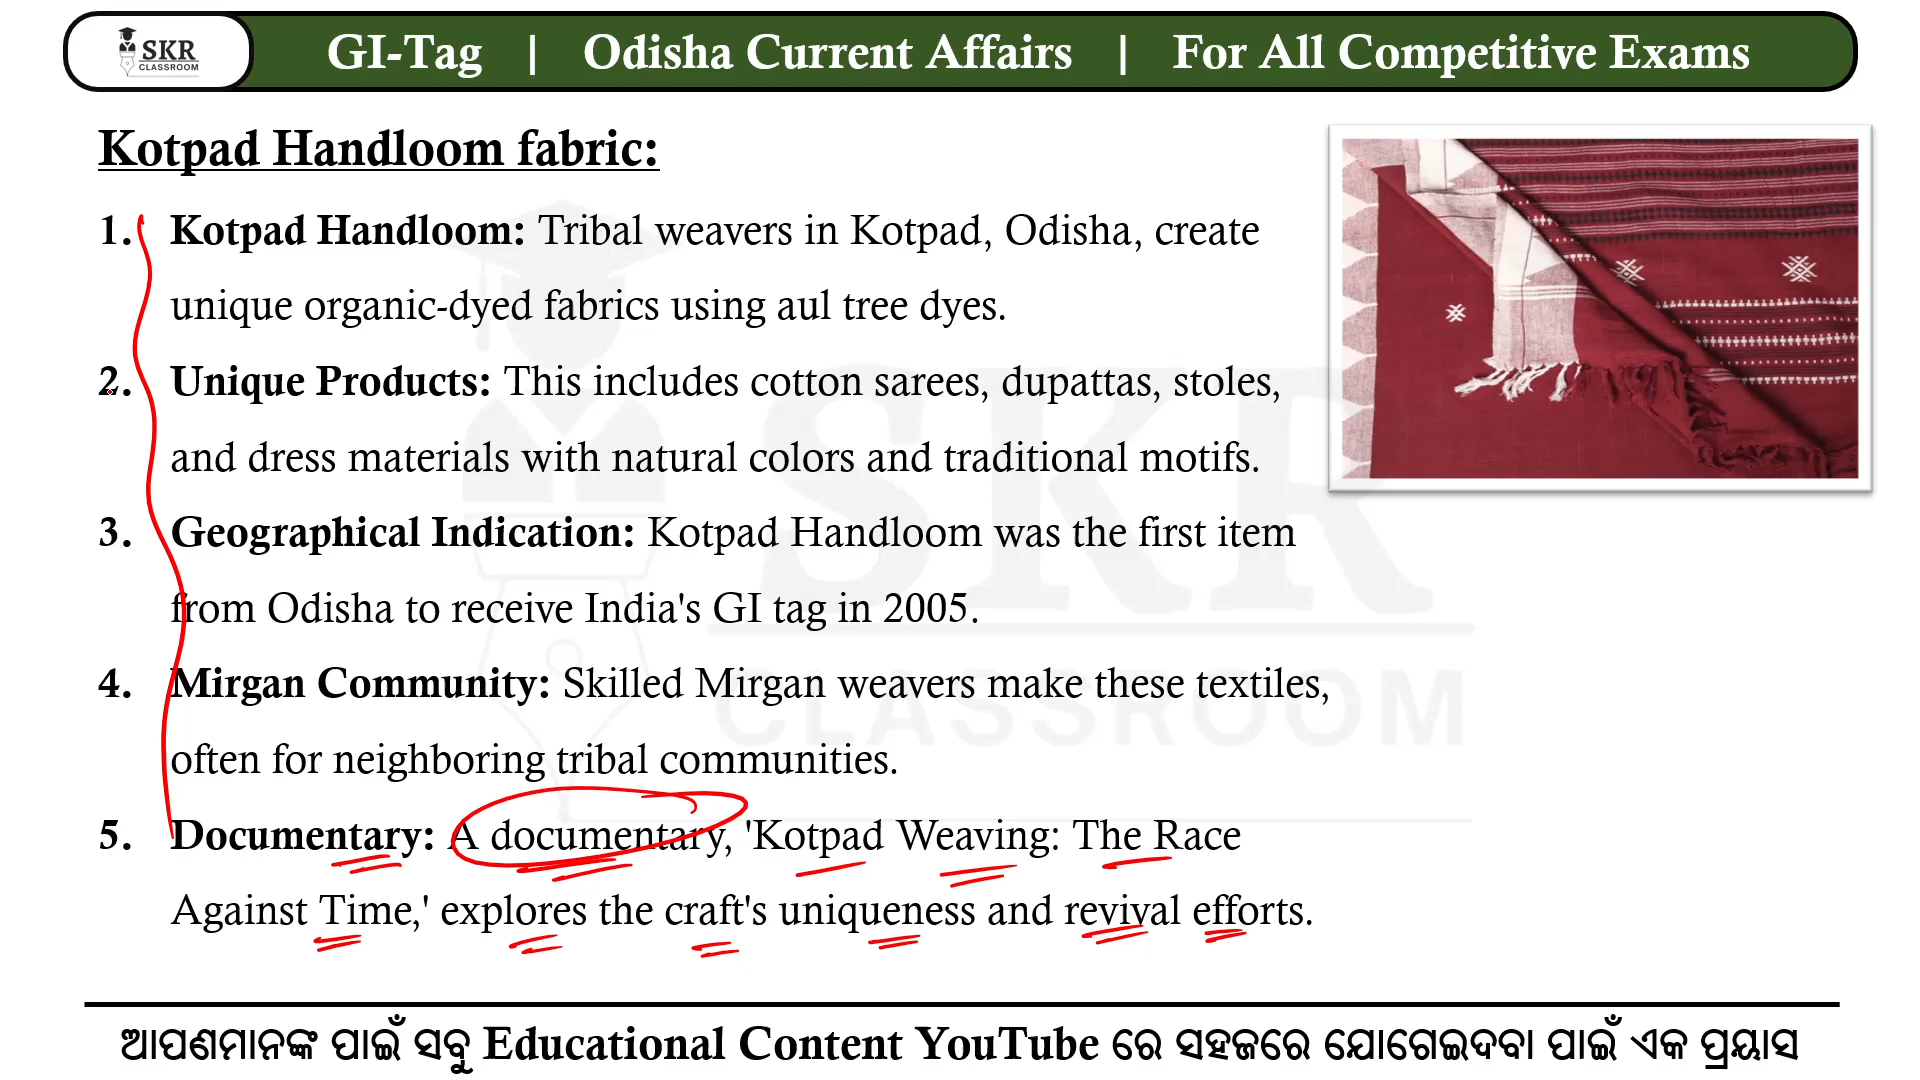 SKR
CLASSROOM
GI-Tag | Odisha Current Affairs | For All Competitive Exams
Kotpad Handloom fabric:
1. Kotpad Handloom: Tribal weavers in Kotpad, Odisha, create
unique organic-dyed fabrics using aul tree dyes.
2. Unique Products: This includes cotton sarees, dupattas, stoles,
and dress materials with natural colors and traditional motifs.
3. Geographical Indication: Kotpad Handloom was the first item
from Odisha to receive India's GI tag in 2005.
4. Mirgan Community: Skilled Mirgan weavers make these textiles,
often for neighboring tribal communities.
5. Documentary: A documentary, 'Kotpad Weaving: The Race
Against Time,' explores the craft's uniqueness and revival efforts.
SKR
CLASSROOM
ଆପଣମାନଙ୍କ ପାଇଁ ସବୁ Educational Content YouTube ରେ ସହଜରେ ଯୋଗେଇଦବା ପାଇଁ ଏକ ପ୍ରୟାସ